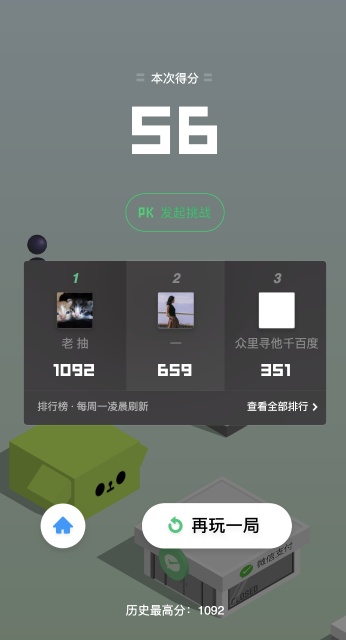 本次得分
56
PK 发起挑战
1 2 3
老 抽 一 众里寻他千百度
1092 659 351
排行榜 · 每周一凌晨刷新 查看全部排行
再玩一局
微信支付
CLOSED
历史最高分：1092